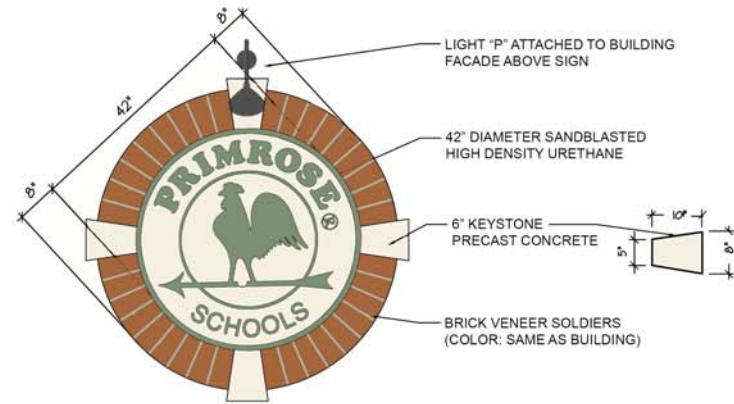 8"
LIGHT "P" ATTACHED TO BUILDING
FACADE ABOVE SIGN
42"
42" DIAMETER SANDBLASTED
HIGH DENSITY URETHANE
PRIMROSE®
SCHOOLS
8"
6" KEYSTONE
PRECAST CONCRETE
10"
5"
8"
BRICK VENEER SOLDIERS
(COLOR: SAME AS BUILDING)